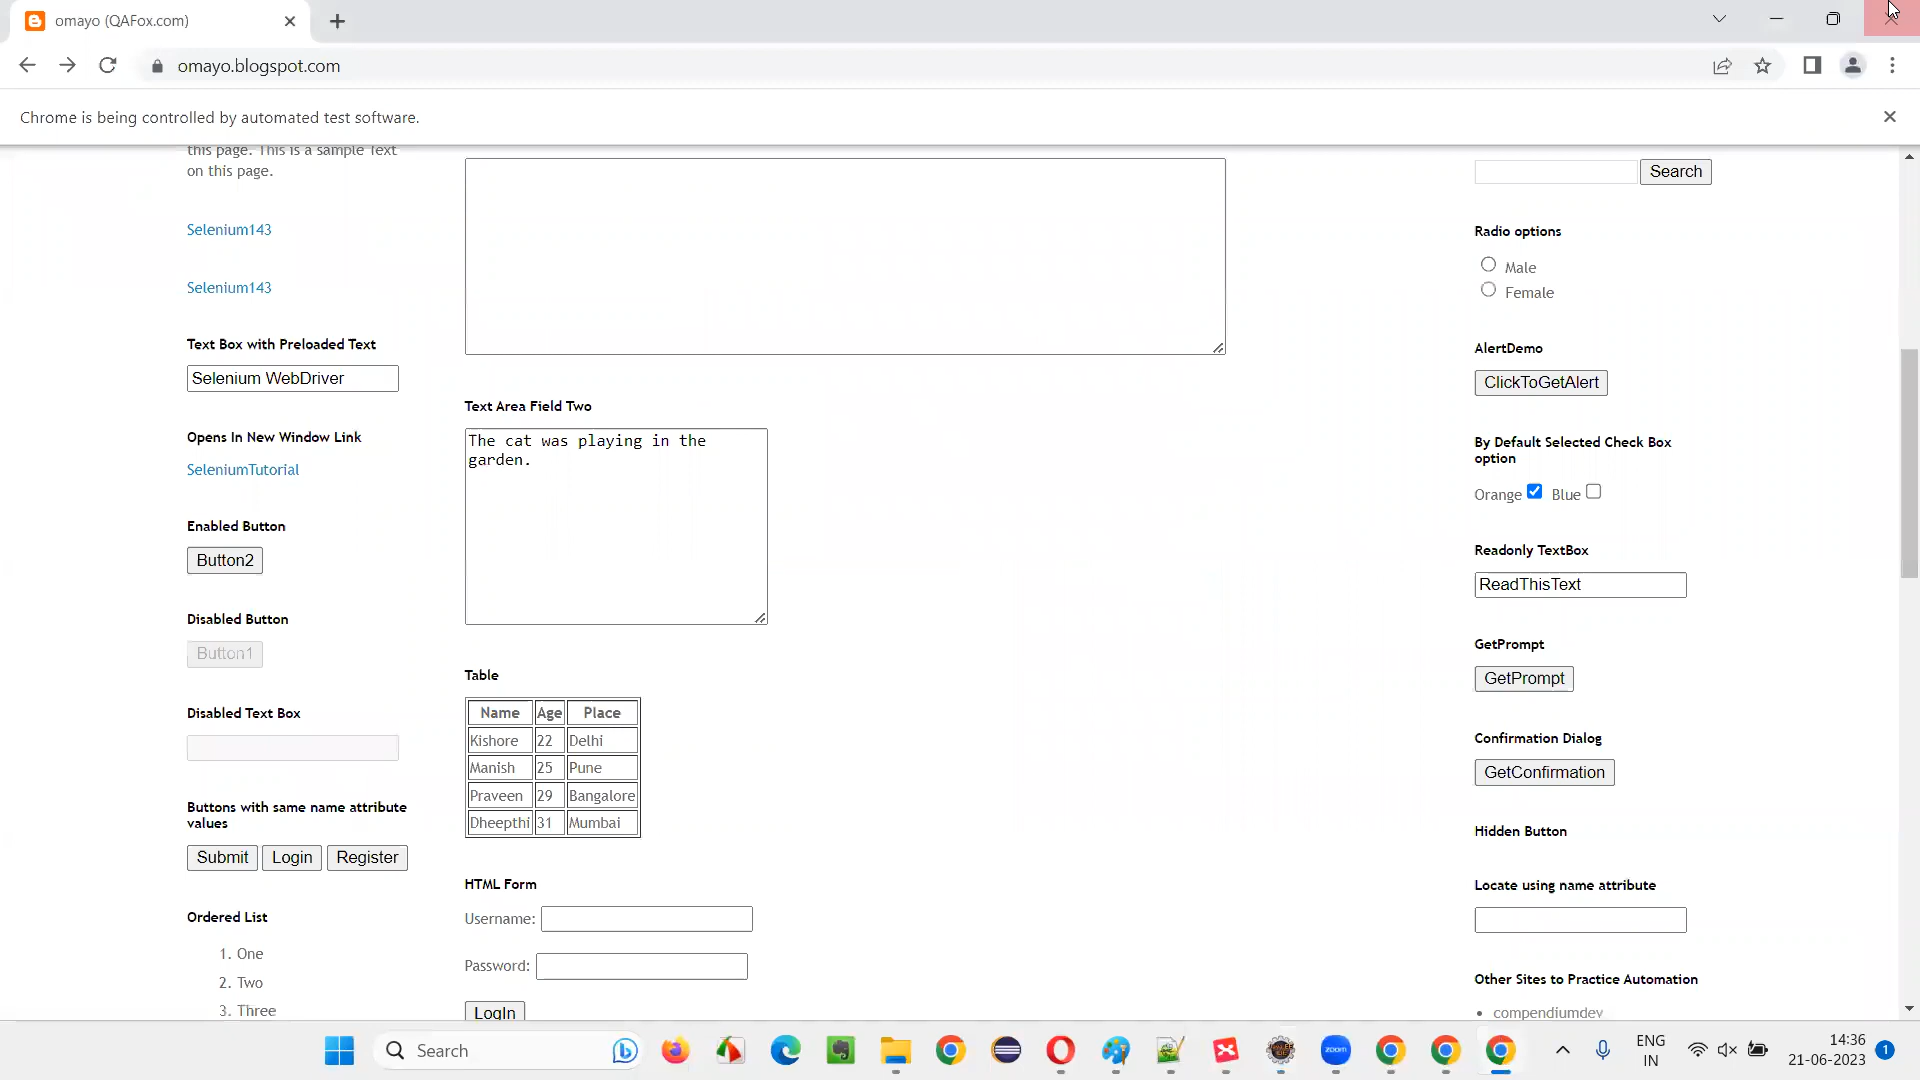 omayo (QAFox.com)
omayo.blogspot.com
Chrome is being controlled by automated test software.
this page. This is a sample Text
on this page.
Selenium143
Selenium143
Text Box with Preloaded Text
Selenium WebDriver
Opens In New Window Link
SeleniumTutorial
Enabled Button
Button2
Disabled Button
Button1
Disabled Text Box
Buttons with same name attribute
values
Submit Login Register
Ordered List
1. One
2. Two
3. Three
Text Area Field Two
The cat was playing in the
garden.
Table
Name Age Place
Kishore 22 Delhi
Manish 25 Pune
Praveen 29 Bangalore
Dheepthi 31 Mumbai
HTML Form
Username:
Password:
LogIn
Search
Radio options
Male
Female
AlertDemo
ClickToGetAlert
By Default Selected Check Box
option
Orange Blue
Readonly TextBox
ReadThisText
GetPrompt
GetPrompt
Confirmation Dialog
GetConfirmation
Hidden Button
Locate using name attribute
Other Sites to Practice Automation
• compendiumdev
Search
zoom
ENG
IN
14:36
21-06-2023
1